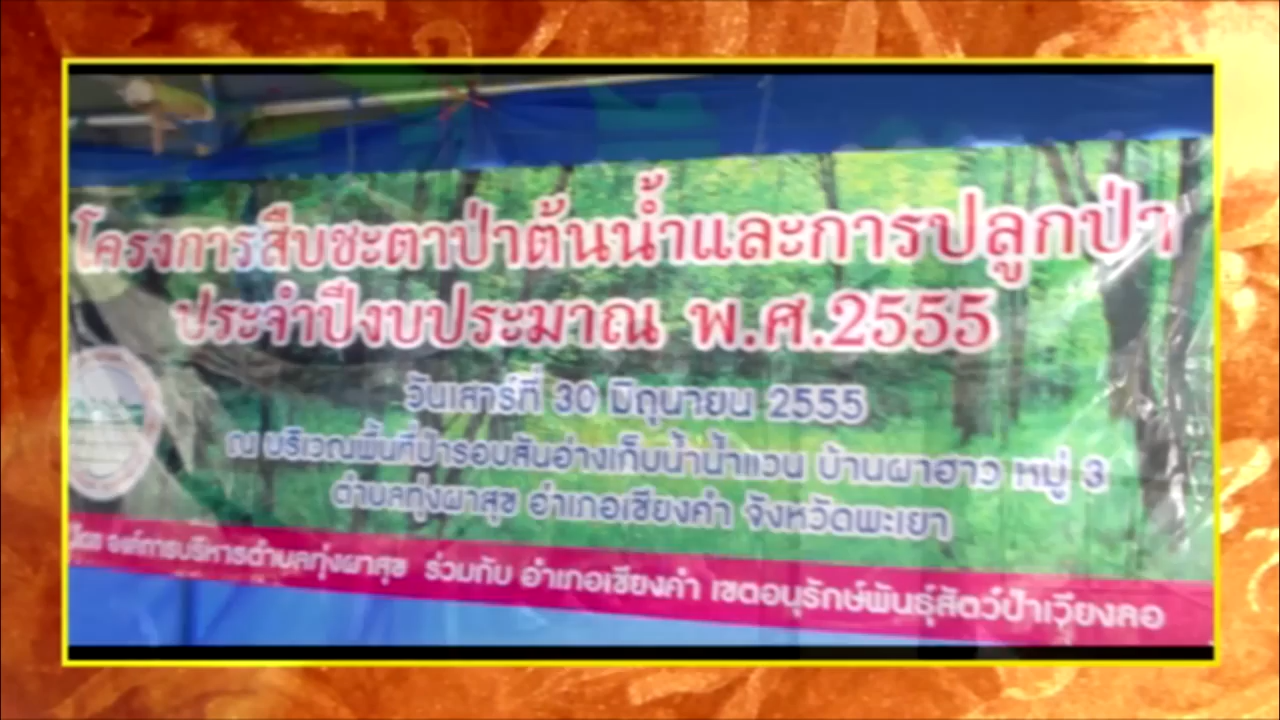 โครงการสืบชะตาป่าต้นน้ำและการปลูกป่า
ประจำปีงบประมาณ พ.ศ.2555
วันเสาร์ที่ 30 มิถุนายน 2555
ณ บริเวณพื้นที่ป่ารอบสันอ่างเก็บน้ำน้ำแวน บ้านผาฮาว หมู่ 3
ตำบลทุ่งผาสุข อำเภอเชียงคำ จังหวัดพะเยา
โดย องค์การบริหารตำบลทุ่งผาสุข ร่วมกับ อำเภอเชียงคำ เขตอนุรักษ์พันธุ์สัตว์ป่าเวียงลอ